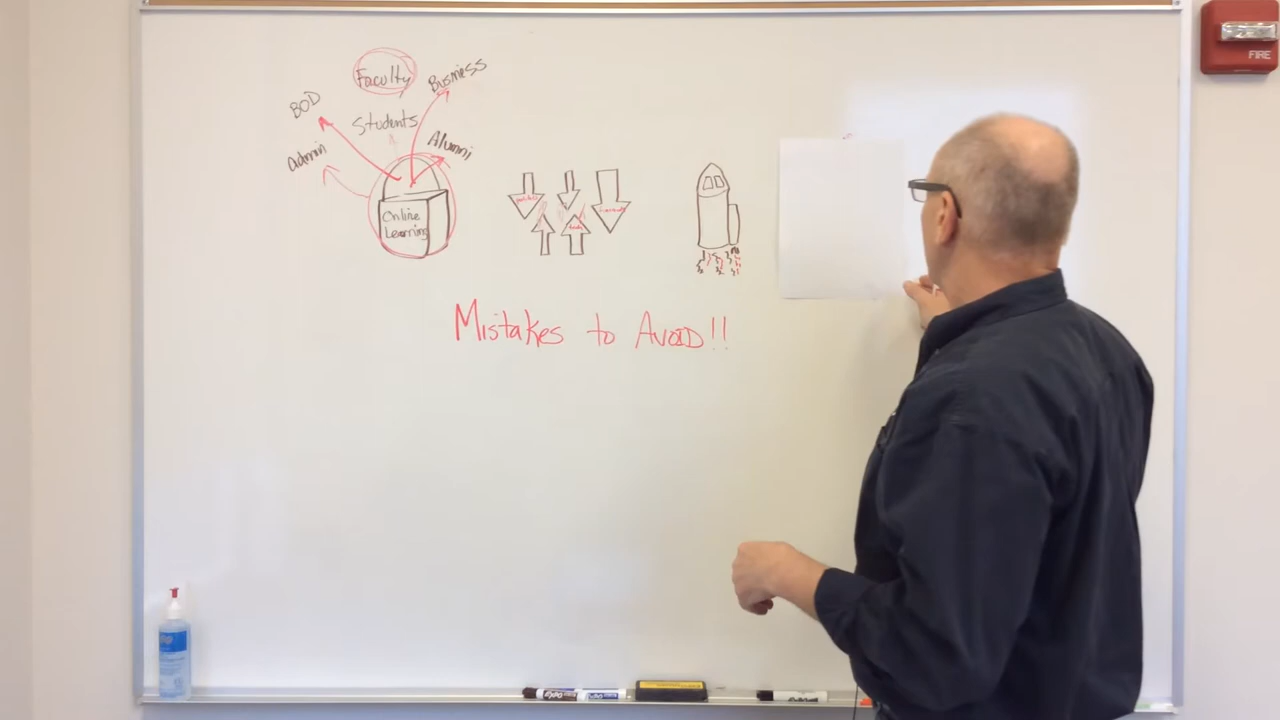 Faculty
Business
BOD
Students
Admin
Alumni
Online
Learning
Mistakes to Avoid!!
FIRE